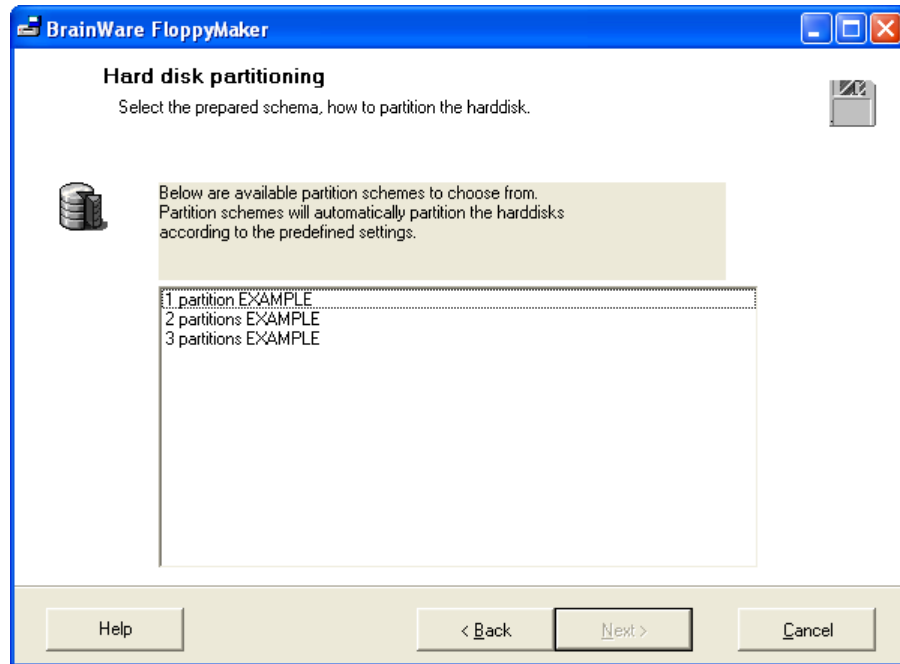 BrainWare FloppyMaker
Hard disk partitioning
Select the prepared schema, how to partition the harddisk.
Below are available partition schemes to choose from.
Partition schemes will automatically partition the harddisks
according to the predefined settings.
1 partition EXAMPLE
2 partitions EXAMPLE
3 partitions EXAMPLE
Help
< Back
Next >
Cancel